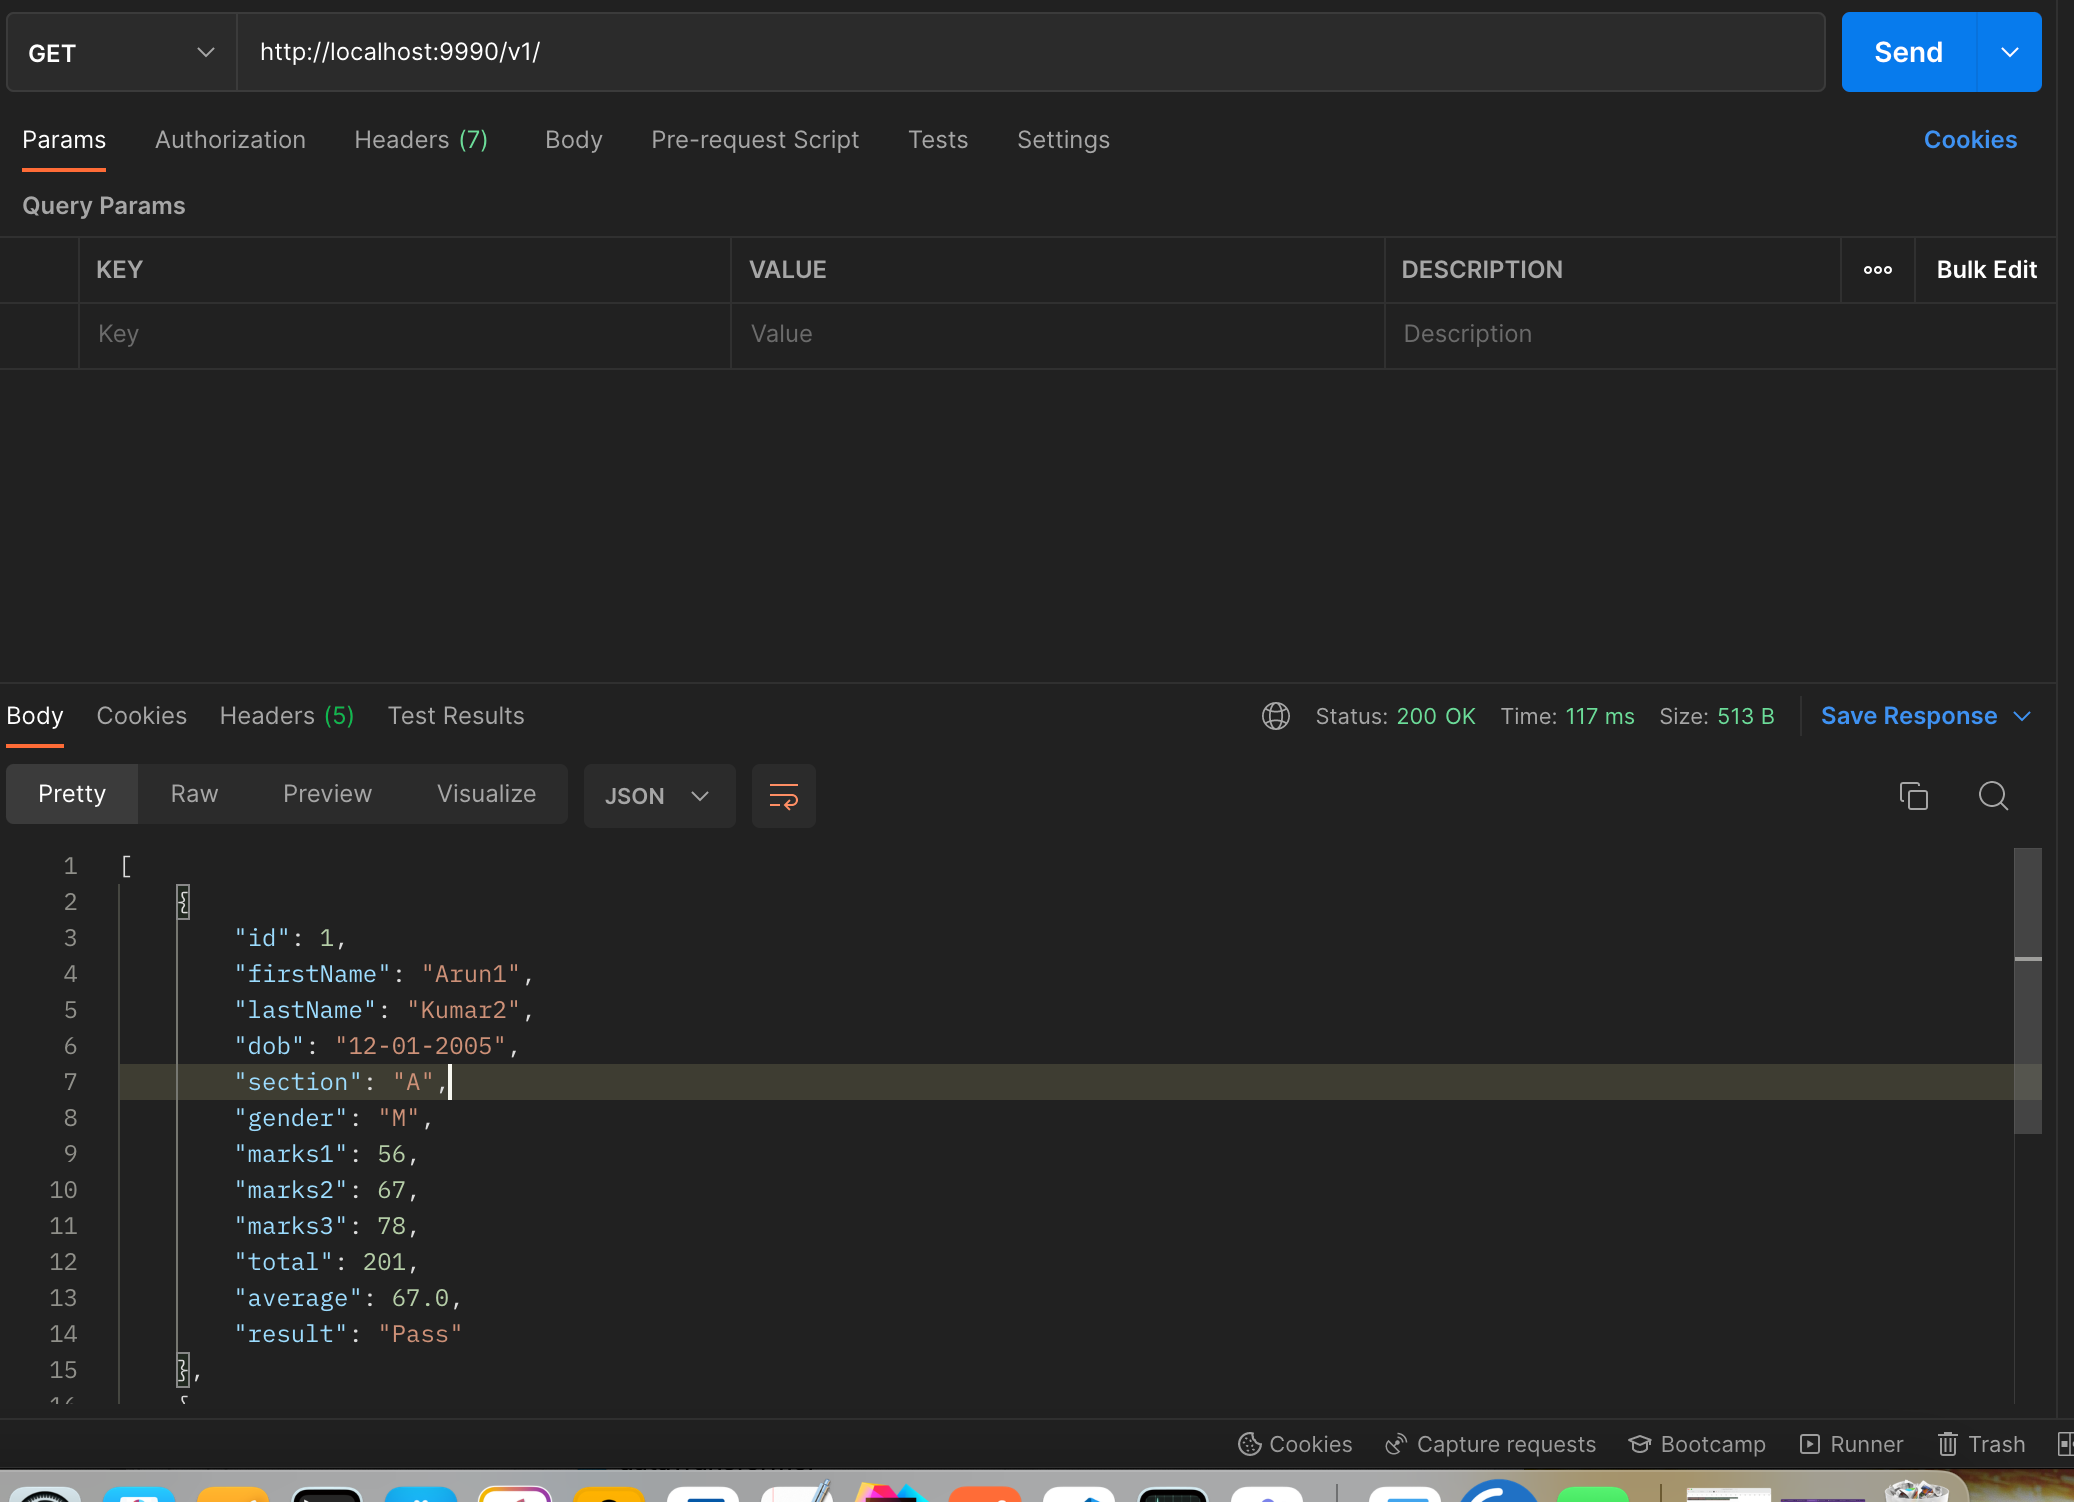 GET http://localhost:9990/v1/ Send
Params Authorization Headers (7) Body Pre-request Script Tests Settings Cookies
Query Params
KEY VALUE DESCRIPTION Bulk Edit
Key Value Description
Body Cookies Headers (5) Test Results Status: 200 OK Time: 117 ms Size: 513 B Save Response
Pretty Raw Preview Visualize JSON
1 [
2 {
3 "id": 1,
4 "firstName": "Arun1",
5 "lastName": "Kumar2",
6 "dob": "12-01-2005",
7 "section": "A",
8 "gender": "M",
9 "marks1": 56,
10 "marks2": 67,
11 "marks3": 78,
12 "total": 201,
13 "average": 67.0,
14 "result": "Pass"
15 },
16 {
Cookies Capture requests Bootcamp Runner Trash